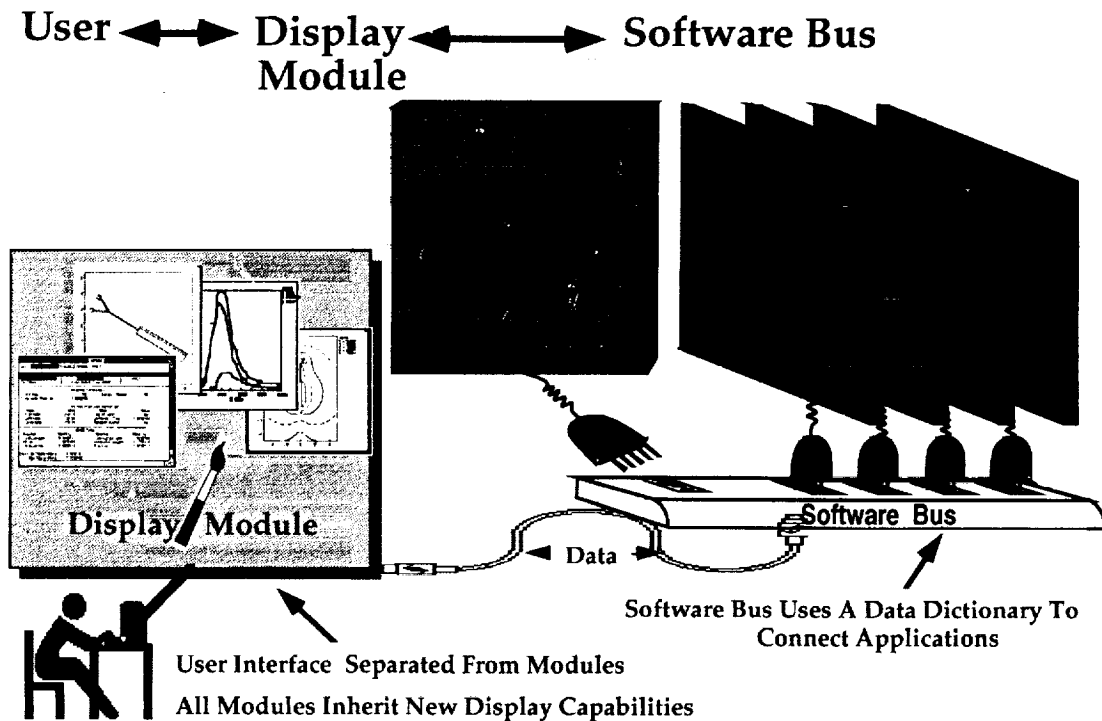 User Display Software Bus
Module
Display Module
Software Bus
Data
Software Bus Uses A Data Dictionary To
Connect Applications
User Interface Separated From Modules
All Modules Inherit New Display Capabilities